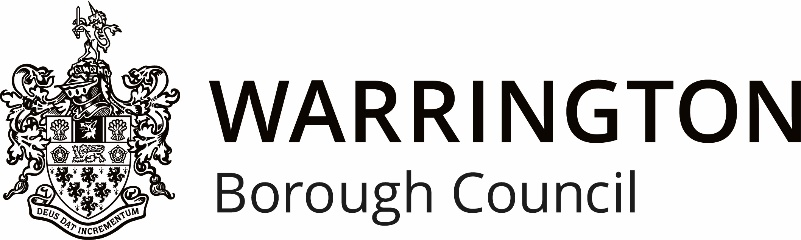 WARRINGTON
Borough Council
DEUS DAT INCREMENTUM